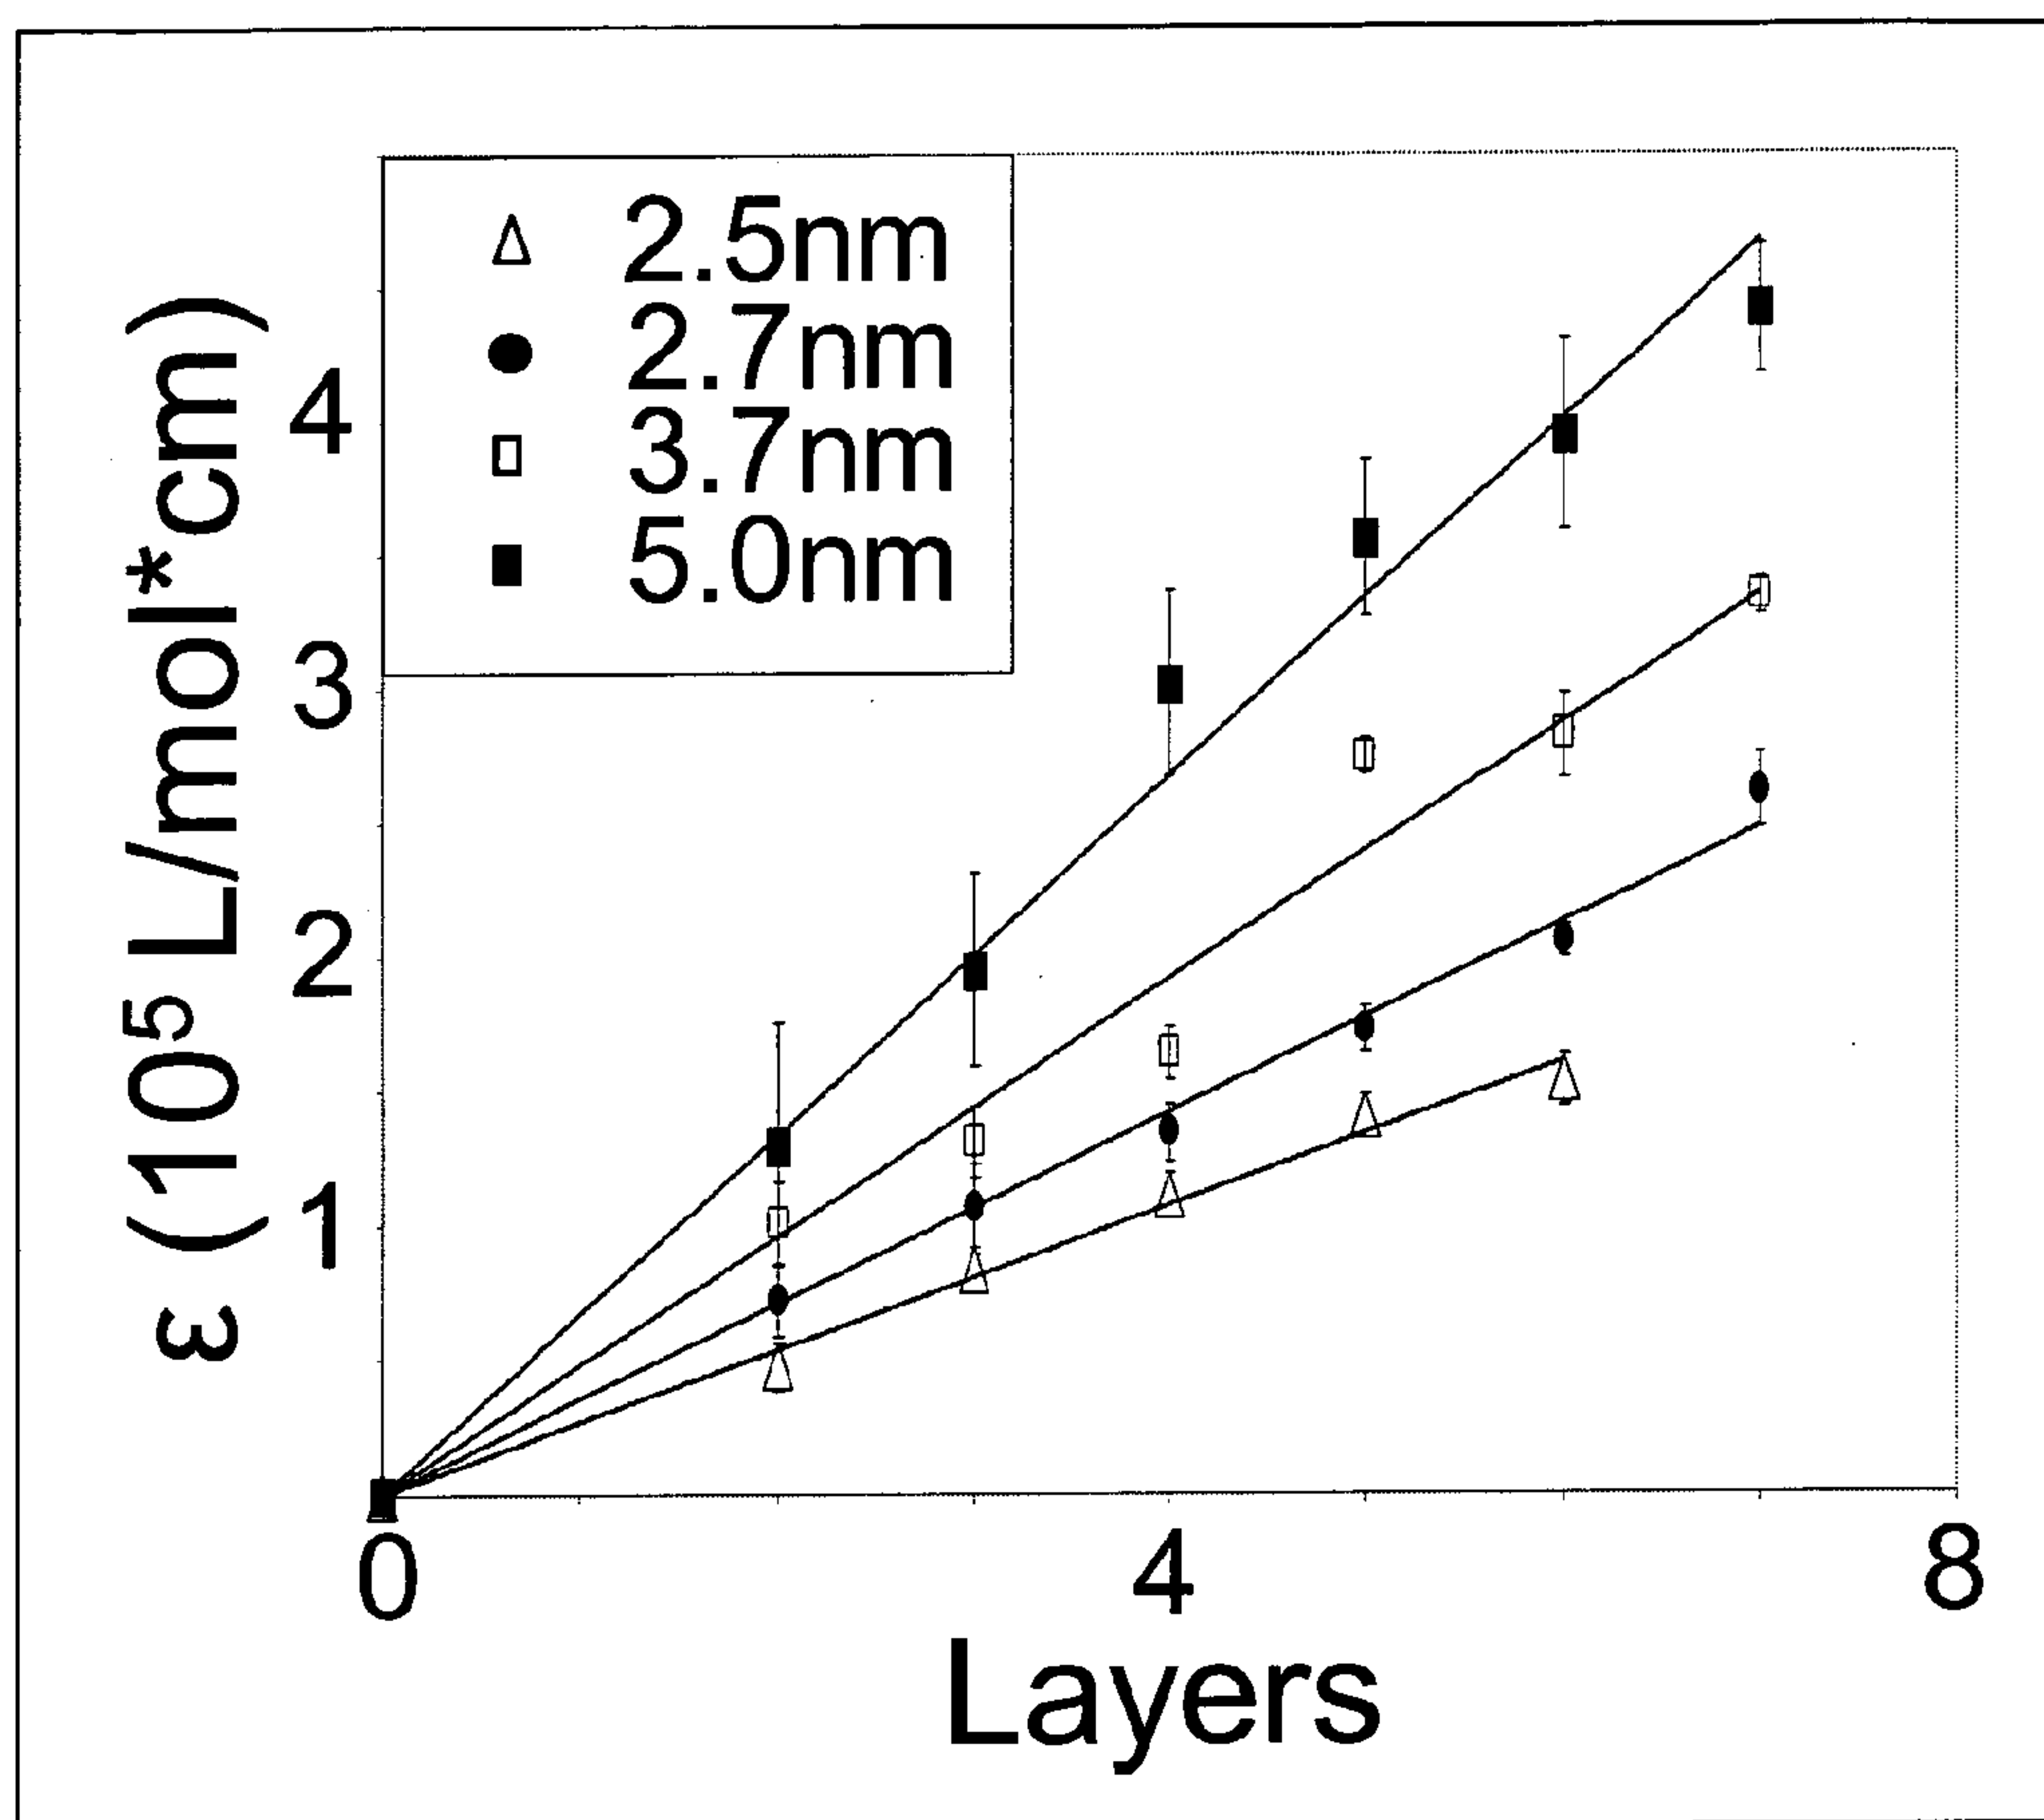 2.5nm
2.7nm
3.7nm
5.0nm
ε (10⁵ L/mol*cm)
4
3
2
1
0 4 8
Layers